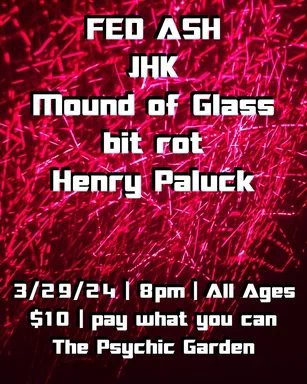 FED ASH
JHK
Mound of Glass
bit rot
Henry Paluck
3/29/24 | 8pm | All Ages
$10 | pay what you can
The Psychic Garden